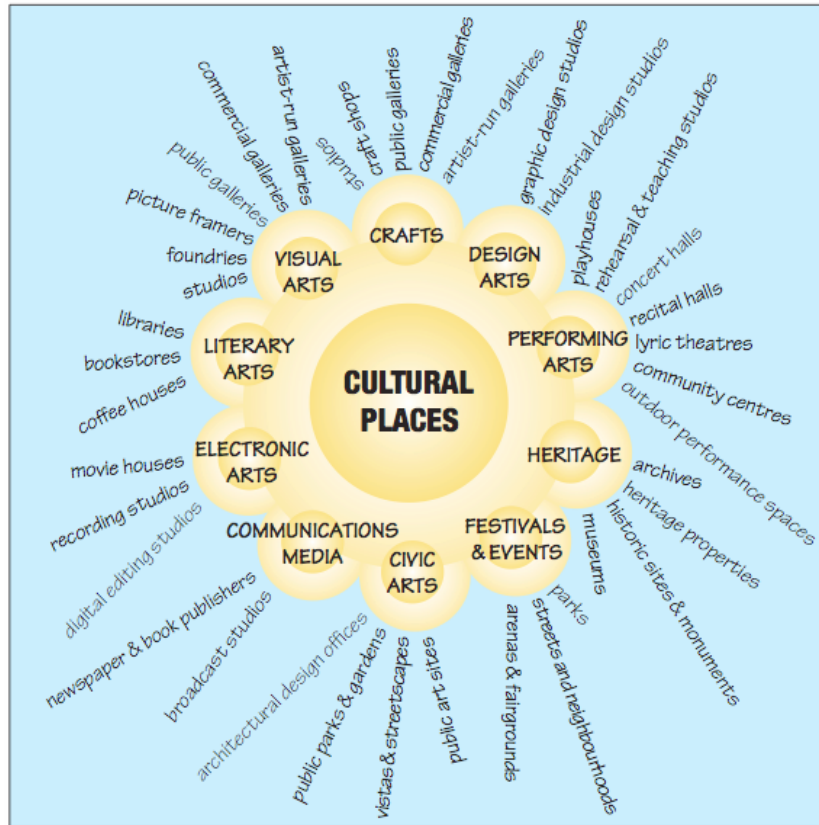 CULTURAL
PLACES
CRAFTS
studios
craft shops
public galleries
commercial galleries
artist-run galleries
DESIGN
ARTS
graphic design studios
industrial design studios
PERFORMING
ARTS
playhouses
rehearsal & teaching studios
concert halls
recital halls
lyric theatres
community centres
outdoor performance spaces
HERITAGE
archives
heritage properties
historic sites & monuments
museums
FESTIVALS
& EVENTS
parks
streets and neighbourhoods
arenas & fairgrounds
CIVIC
ARTS
public art sites
vistas & streetscapes
public parks & gardens
architectural design offices
COMMUNICATIONS
MEDIA
broadcast studios
newspaper & book publishers
ELECTRONIC
ARTS
digital editing studios
recording studios
movie houses
LITERARY
ARTS
coffee houses
bookstores
libraries
VISUAL
ARTS
studios
foundries
picture framers
public galleries
commercial galleries
artist-run galleries